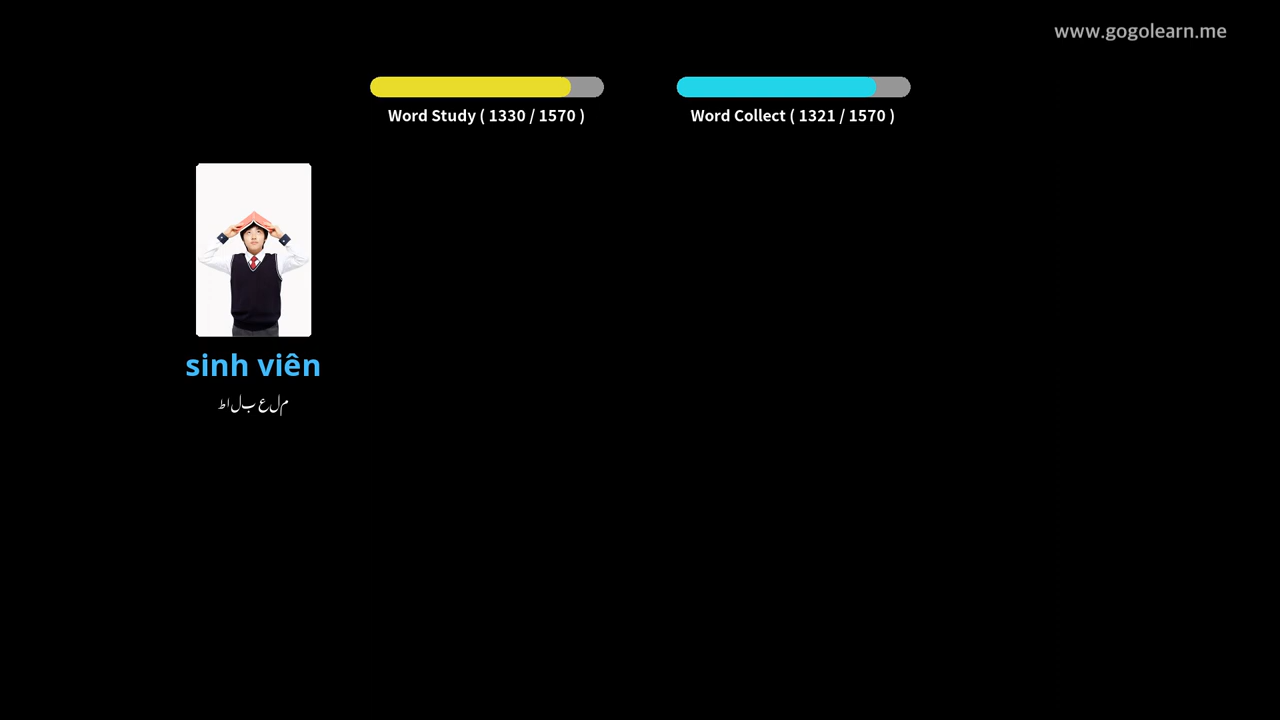 www.gogolearn.me
Word Study ( 1330 / 1570 )
Word Collect ( 1321 / 1570 )
sinh viên
طالب علم